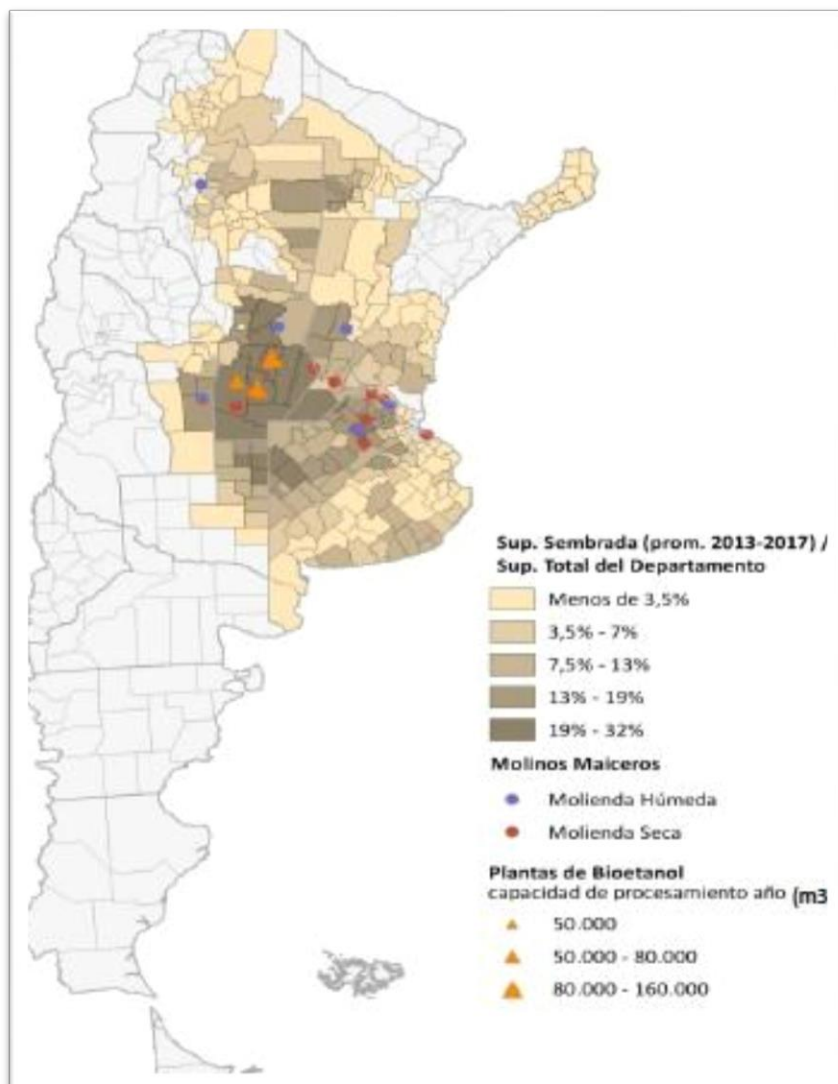 Sup. Sembrada (prom. 2013-2017) /
Sup. Total del Departamento
Menos de 3,5%
3,5% - 7%
7,5% - 13%
13% - 19%
19% - 32%
Molinos Maiceros
Molienda Húmeda
Molienda Seca
Plantas de Bioetanol
capacidad de procesamiento año (m3
50.000
50.000 - 80.000
80.000 - 160.000